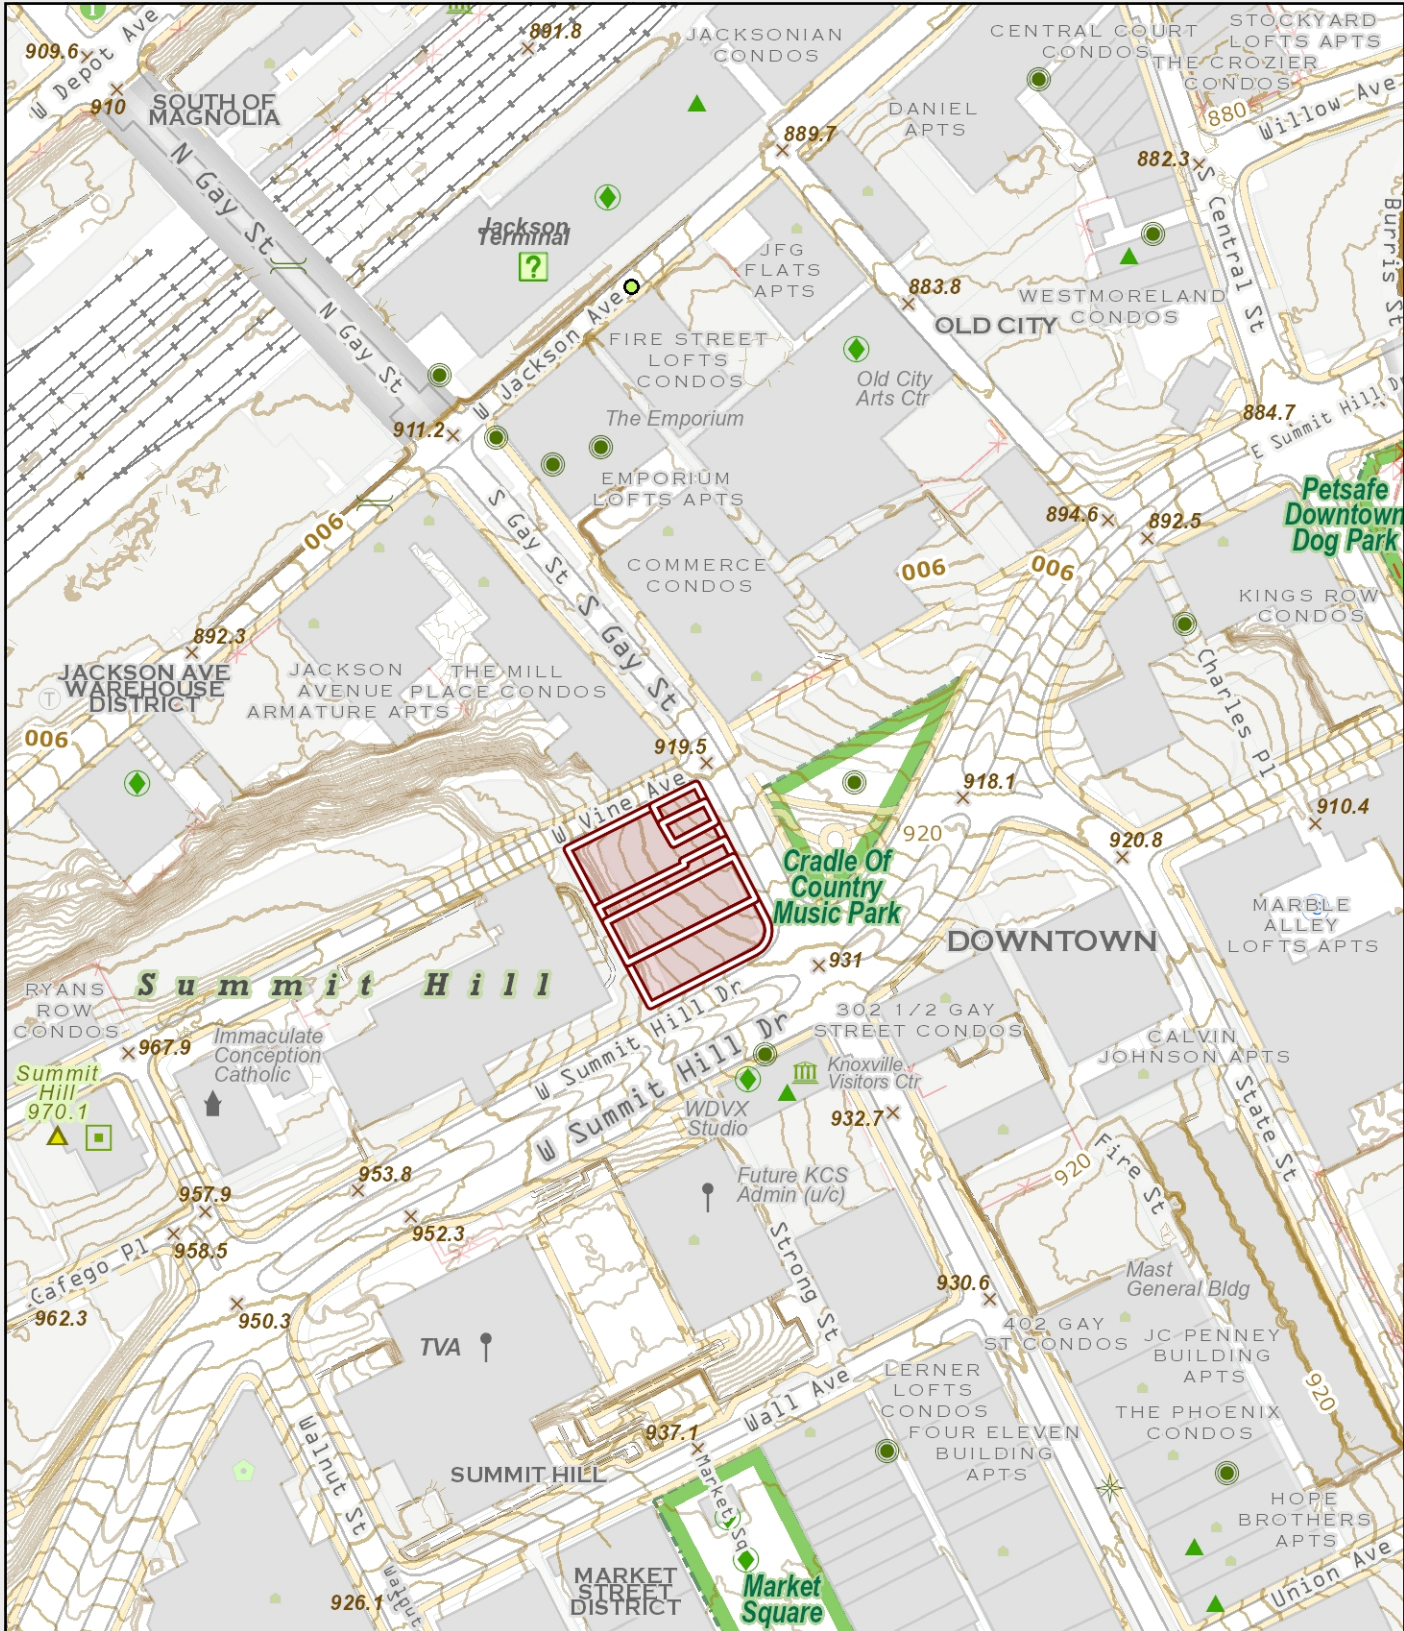 909.6
W Depot Ave
910
SOUTH OF
MAGNOLIA
891.8
JACKSONIAN
CONDOS
CENTRAL COURT
CONDOS
STOCKYARD
LOFTS APTS
THE CROZIER
CONDOS
880
Willow Ave
DANIEL
APTS
889.7
882.3
N Gay St
Jackson
Terminal
?
JFG
FLATS
APTS
S Central St
Burris St
883.8
WESTMORELAND
CONDOS
OLD CITY
N Gay St
W Jackson Ave
FIRE STREET
LOFTS
CONDOS
Old City
Arts Ctr
884.7
E Summit Hill Dr
911.2
The Emporium
EMPORIUM
LOFTS APTS
Petsafe
Downtown
Dog Park
894.6
892.5
S Gay St
900
COMMERCE
CONDOS
900
900
KINGS ROW
CONDOS
S Gay St
892.3
JACKSON AVE
WAREHOUSE
DISTRICT
T
JACKSON
AVENUE
ARMATURE APTS
THE MILL
PLACE CONDOS
Charles Pl
900
919.5
918.1
910.4
W Vine Ave
920
920.8
Cradle Of
Country
Music Park
MARBLE
ALLEY
LOFTS APTS
DOWNTOWN
931
Summit Hill
RYANS
ROW
CONDOS
W Summit Hill Dr
302 1/2 GAY
STREET CONDOS
Immaculate
Conception
Catholic
967.9
CALVIN
JOHNSON APTS
W Summit Hill Dr
Knoxville
Visitors Ctr
Summit
Hill
970.1
WDVX
Studio
932.7
State St
Fire St
920
953.8
957.9
Future KCS
Admin (u/c)
952.3
958.5
Cafego Pl
Strong St
Mast
General Bldg
962.3
950.3
930.6
402 GAY
ST CONDOS
JC PENNEY
BUILDING
APTS
TVA
LERNER
LOFTS
CONDOS
920
Wall Ave
THE PHOENIX
CONDOS
937.1
FOUR ELEVEN
BUILDING
APTS
Walnut St
SUMMIT HILL
Market Sq
HOPE
BROTHERS
APTS
MARKET
STREET
DISTRICT
Market
Square
Union Ave
926.1
Walnut